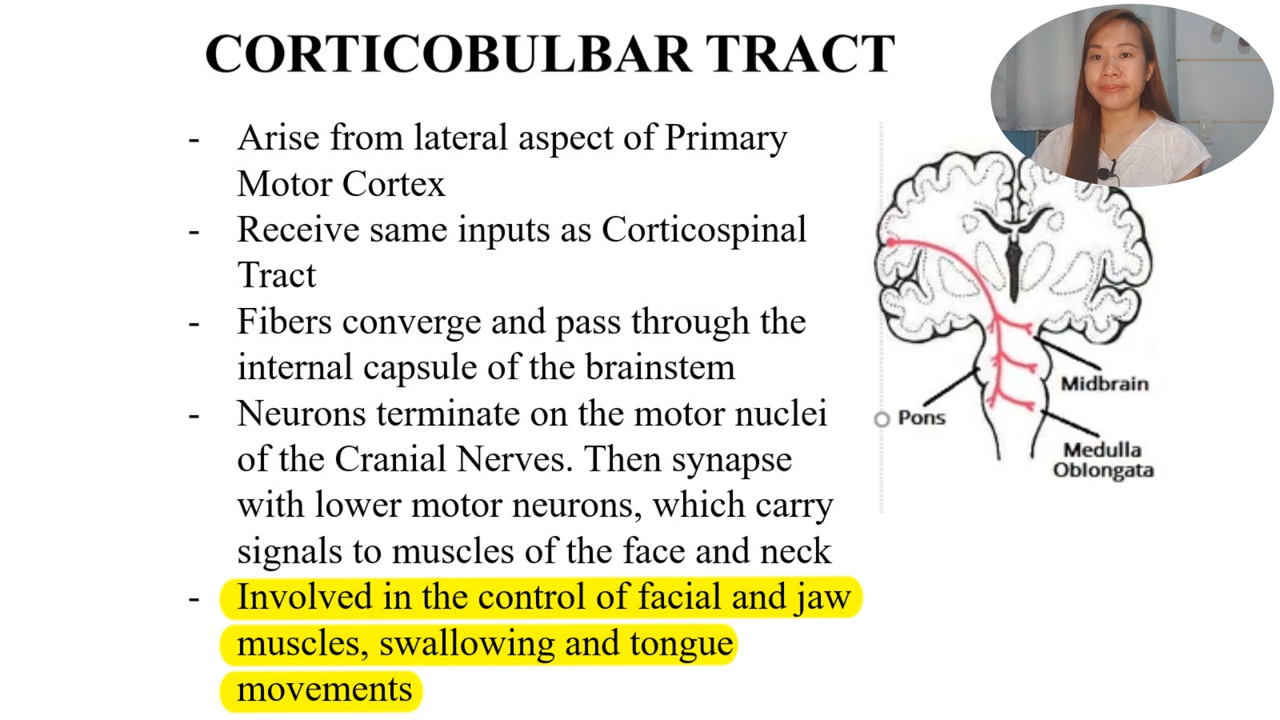 CORTICOBULBAR TRACT
- Arise from lateral aspect of Primary
Motor Cortex
- Receive same inputs as Corticospinal
Tract
- Fibers converge and pass through the
internal capsule of the brainstem
- Neurons terminate on the motor nuclei
of the Cranial Nerves. Then synapse
with lower motor neurons, which carry
signals to muscles of the face and neck
- Involved in the control of facial and jaw
muscles, swallowing and tongue
movements
Midbrain
Pons
Medulla
Oblongata